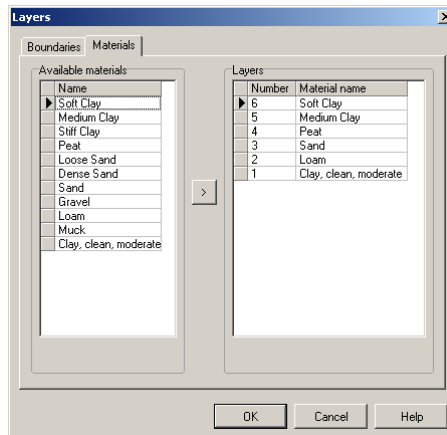 Layers
Boundaries Materials
Available materials
Name
Soft Clay
Medium Clay
Stiff Clay
Peat
Loose Sand
Dense Sand
Sand
Gravel
Loam
Muck
Clay, clean, moderate
>
Layers
Number Material name
6 Soft Clay
5 Medium Clay
4 Peat
3 Sand
2 Loam
1 Clay, clean, moderate
OK Cancel Help